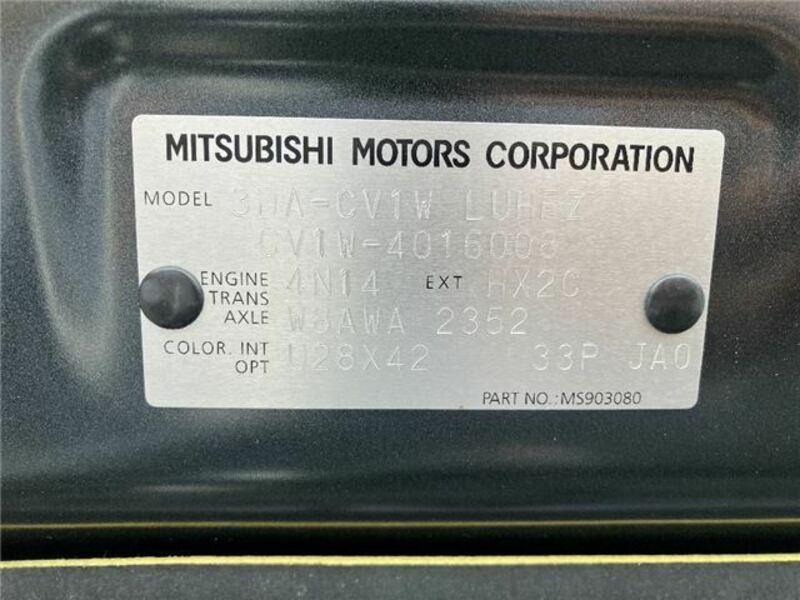 MITSUBISHI MOTORS CORPORATION
MODEL 3DA-CV1W LUHFZ
CV1W-4016008
ENGINE 4N14 EXT HX2C
TRANS
AXLE W8AWA 2352
COLOR. INT
OPT U28X42 33P JA0
PART NO.:MS903080